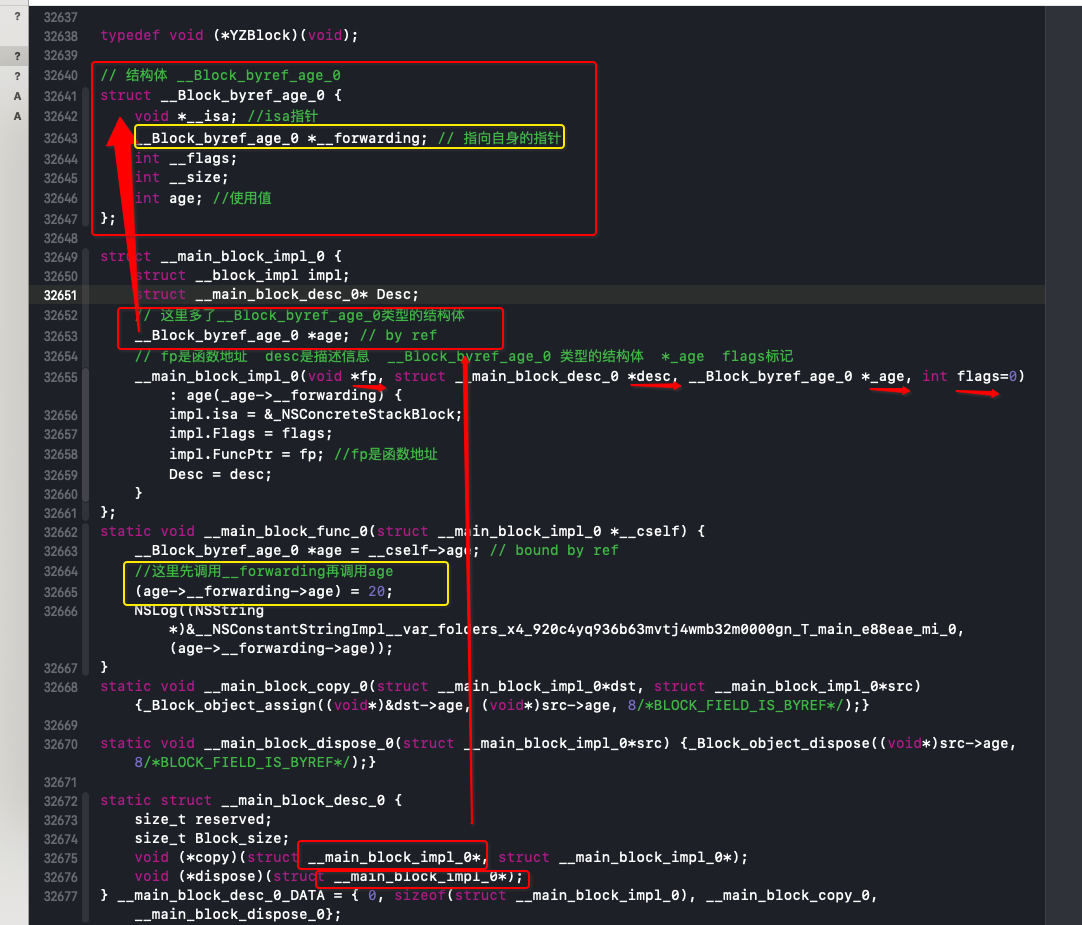 ?
?
?
A
A
32637
32638 typedef void (*YZBlock)(void);
32639
32640 // 结构体 __Block_byref_age_0
32641 struct __Block_byref_age_0 {
32642 void *__isa; //isa指针
32643 __Block_byref_age_0 *__forwarding; // 指向自身的指针
32644 int __flags;
32645 int __size;
32646 int age; //使用值
32647 };
32648
32649 struct __main_block_impl_0 {
32650 struct __block_impl impl;
32651 struct __main_block_desc_0* Desc;
32652 // 这里多了__Block_byref_age_0类型的结构体
32653 __Block_byref_age_0 *age; // by ref
32654 // fp是函数地址 desc是描述信息 __Block_byref_age_0 类型的结构体 *_age flags标记
32655 __main_block_impl_0(void *fp, struct __main_block_desc_0 *desc, __Block_byref_age_0 *_age, int flags=0)
: age(_age->__forwarding) {
32656 impl.isa = &_NSConcreteStackBlock;
32657 impl.Flags = flags;
32658 impl.FuncPtr = fp; //fp是函数地址
32659 Desc = desc;
32660 }
32661 };
32662 static void __main_block_func_0(struct __main_block_impl_0 *__cself) {
32663 __Block_byref_age_0 *age = __cself->age; // bound by ref
32664 //这里先调用__forwarding再调用age
32665 (age->__forwarding->age) = 20;
32666 NSLog((NSString
*)&__NSConstantStringImpl__var_folders_x4_920c4yq936b63mvtj4wmb32m0000gn_T_main_e88eae_mi_0,
(age->__forwarding->age));
32667 }
32668 static void __main_block_copy_0(struct __main_block_impl_0*dst, struct __main_block_impl_0*src)
{_Block_object_assign((void*)&dst->age, (void*)src->age, 8/*BLOCK_FIELD_IS_BYREF*/);}
32669
32670 static void __main_block_dispose_0(struct __main_block_impl_0*src) {_Block_object_dispose((void*)src->age,
8/*BLOCK_FIELD_IS_BYREF*/);}
32671
32672 static struct __main_block_desc_0 {
32673 size_t reserved;
32674 size_t Block_size;
32675 void (*copy)(struct __main_block_impl_0*, struct __main_block_impl_0*);
32676 void (*dispose)(struct __main_block_impl_0*);
32677 } __main_block_desc_0_DATA = { 0, sizeof(struct __main_block_impl_0), __main_block_copy_0,
__main_block_dispose_0};